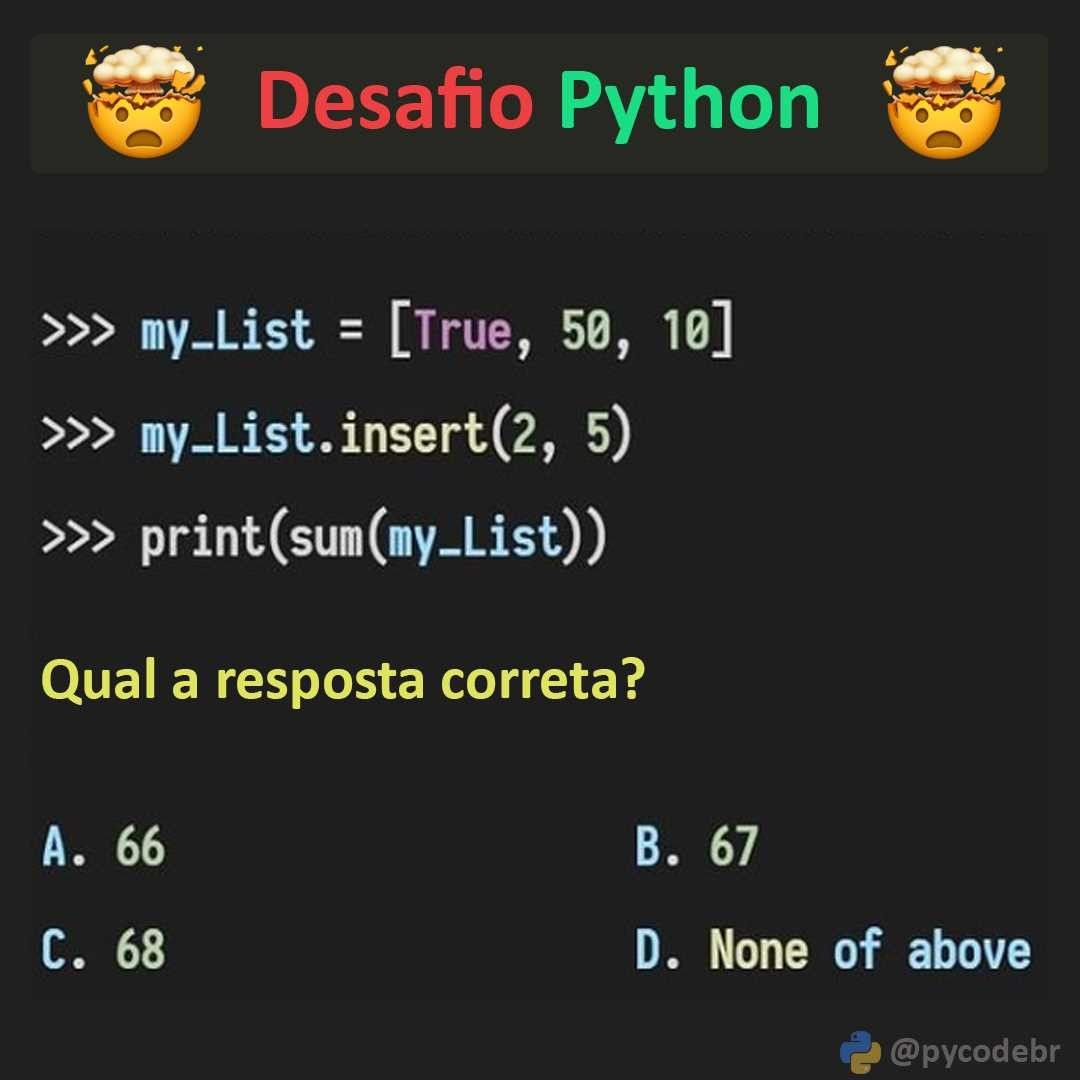 Desafio Python
>>> my_List = [True, 50, 10]
>>> my_List.insert(2, 5)
>>> print(sum(my_List))
Qual a resposta correta?
A. 66 B. 67
C. 68 D. None of above
@pycodebr